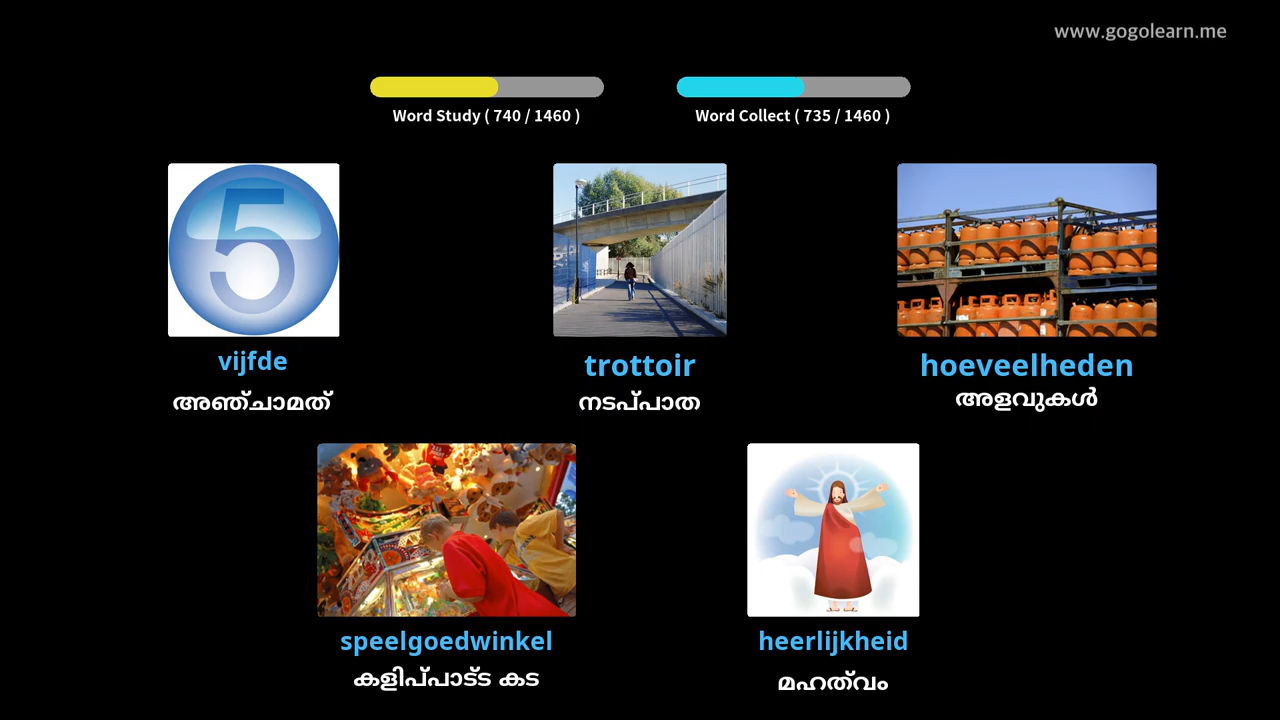 www.gogolearn.me
Word Study ( 740 / 1460 )
Word Collect ( 735 / 1460 )
5
vijfde
അഞ്ചാമത്
trottoir
നടപ്പാത
hoeveelheden
അളവുകൾ
speelgoedwinkel
കളിപ്പാട്ട കട
heerlijkheid
മഹത്വം